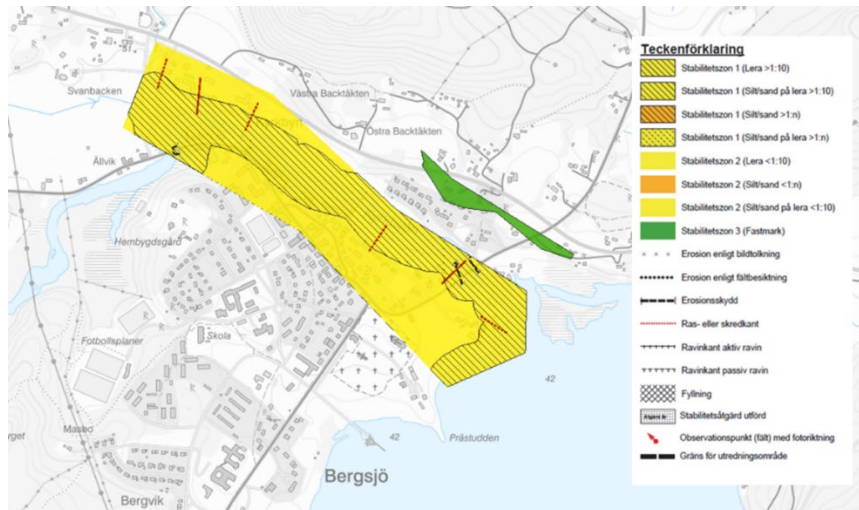 Teckenförklaring
Stabilitetszon 1 (Lera >1:10)
Stabilitetszon 1 (Silt/sand på lera >1:10)
Stabilitetszon 1 (Silt/sand >1:n)
Stabilitetszon 1 (Silt/sand på lera >1:n)
Stabilitetszon 2 (Lera <1:10)
Stabilitetszon 2 (Silt/sand <1:n)
Stabilitetszon 2 (Silt/sand på lera <1:10)
Stabilitetszon 3 (Fastmark)
Erosion enligt bildtolkning
Erosion enligt fältbesiktning
Erosionsskydd
Ras- eller skredkant
Ravinkant aktiv ravin
Ravinkant passiv ravin
Fyllning
Stabilitetsåtgärd utförd
Observationspunkt (fält) med fotoriktning
Gräns för utredningsområde
51
Svanbacken
Västra Backtäkten
Östra Backtäkten
Ällvik
Hembygdsgård
Skola
Fotbollsplaner
42
42
Prästudden
Bergsjö
Bergvik